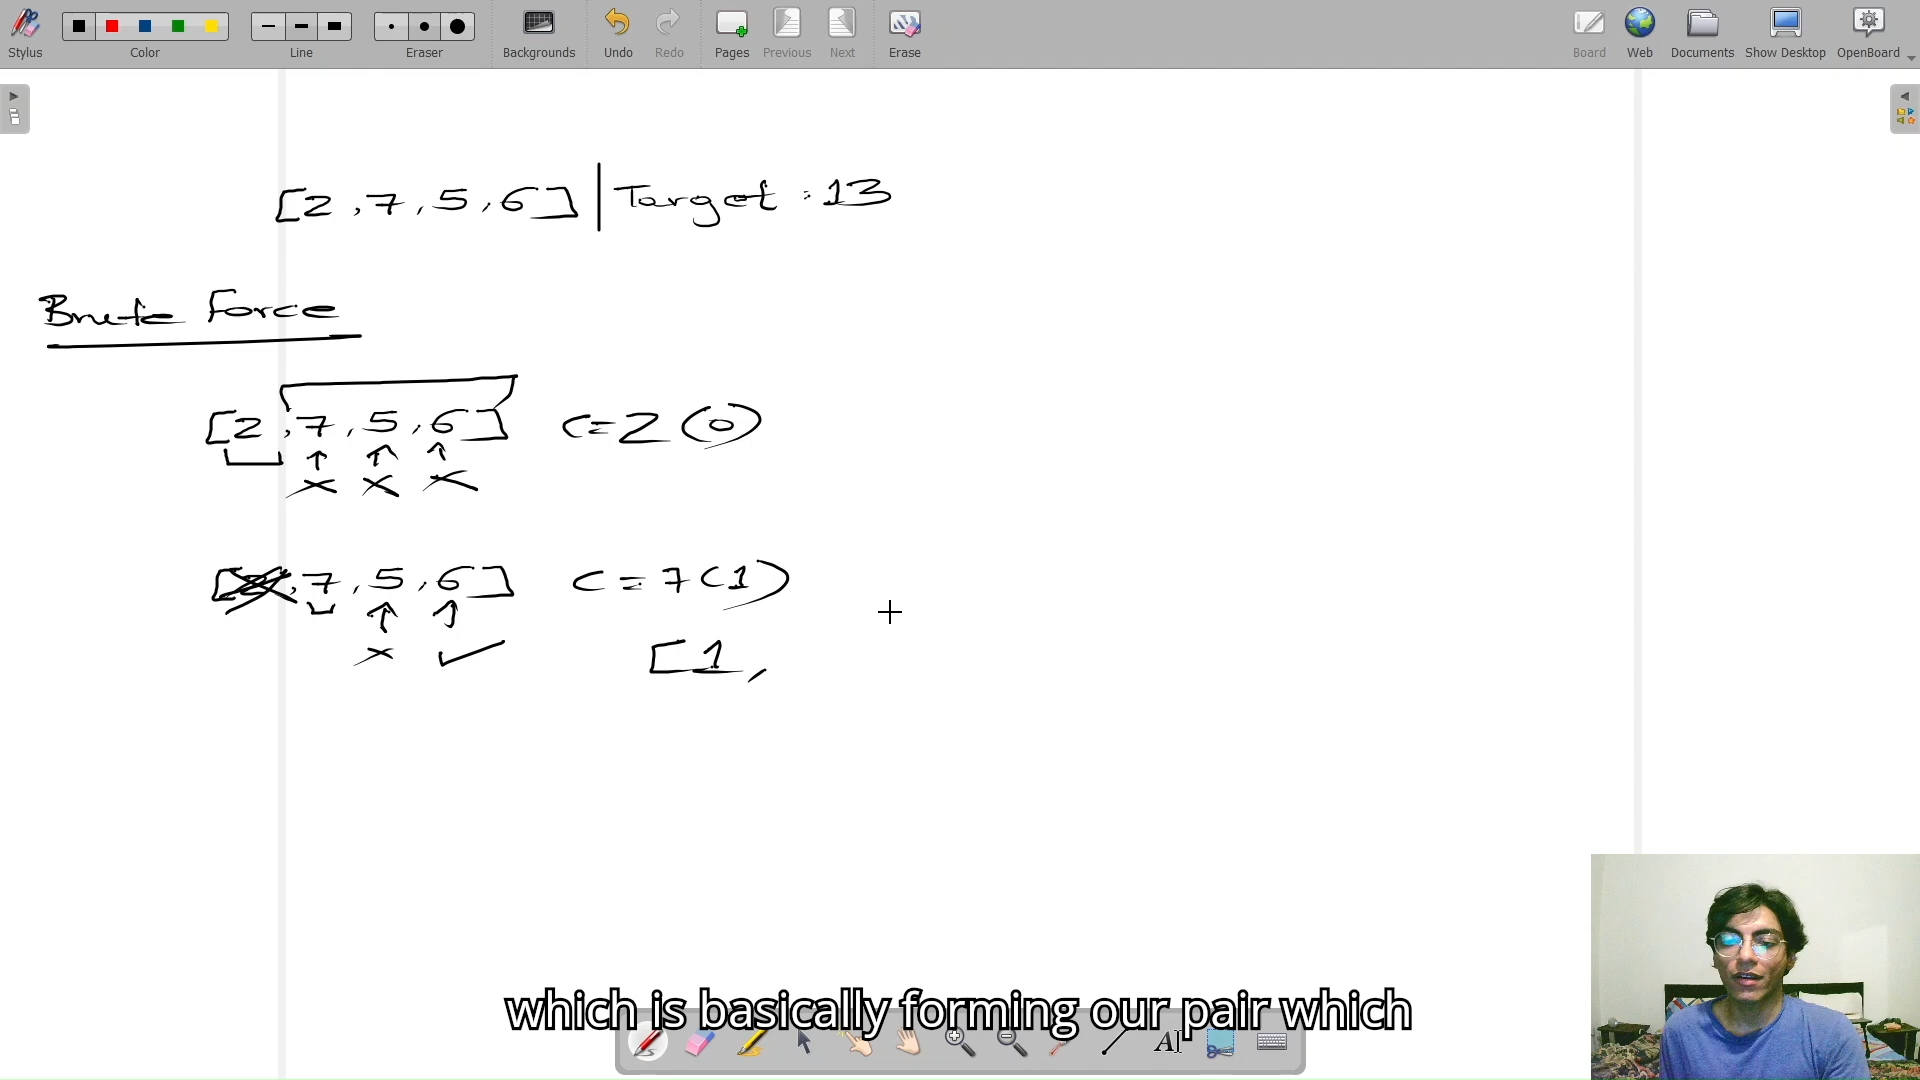 Stylus Color Line Eraser Backgrounds Undo Redo Pages Previous Next Erase Board Web Documents Show Desktop OpenBoard
[2,7,5,6] | Target : 13
Brute Force
[2,7,5,6] C=2(0)
[2,7,5,6] C=7(1)
[1,
which is basically forming our pair which